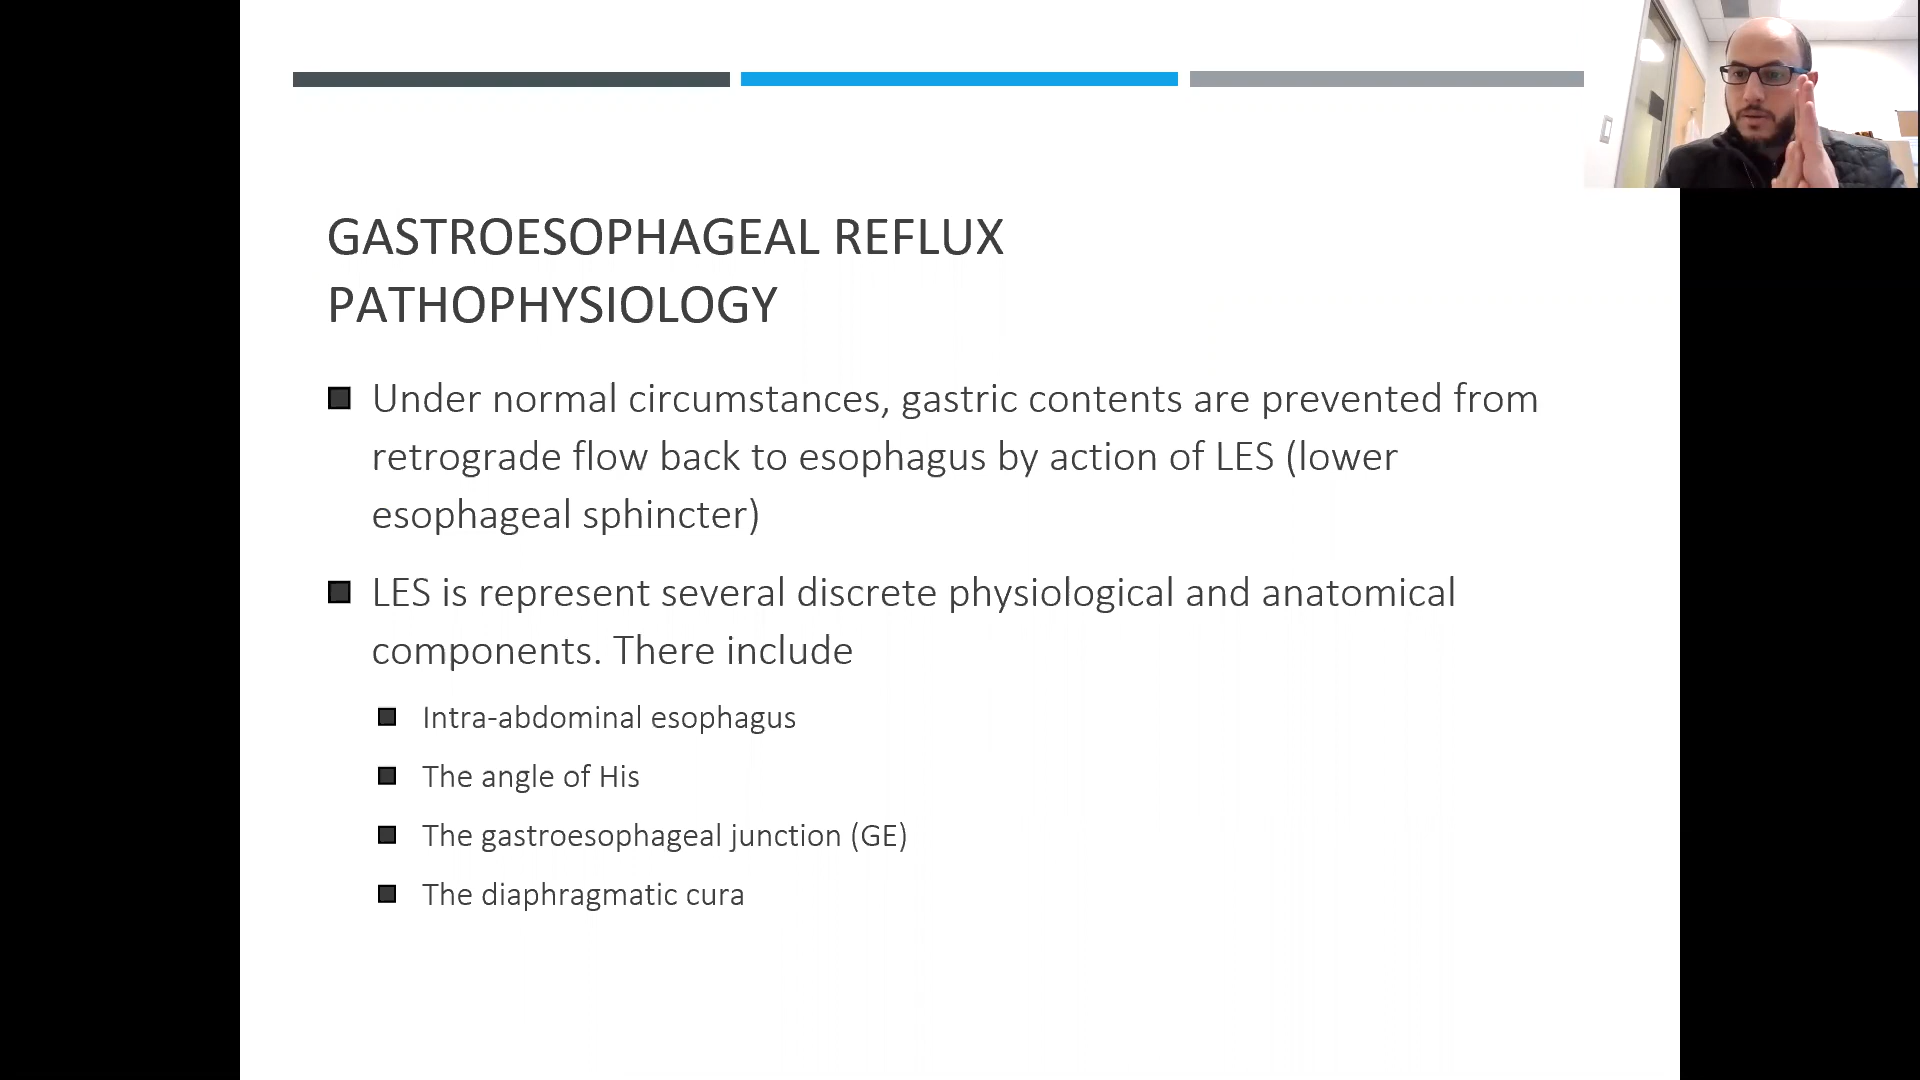 GASTROESOPHAGEAL REFLUX
PATHOPHYSIOLOGY
Under normal circumstances, gastric contents are prevented from
retrograde flow back to esophagus by action of LES (lower
esophageal sphincter)
LES is represent several discrete physiological and anatomical
components. There include
Intra-abdominal esophagus
The angle of His
The gastroesophageal junction (GE)
The diaphragmatic cura